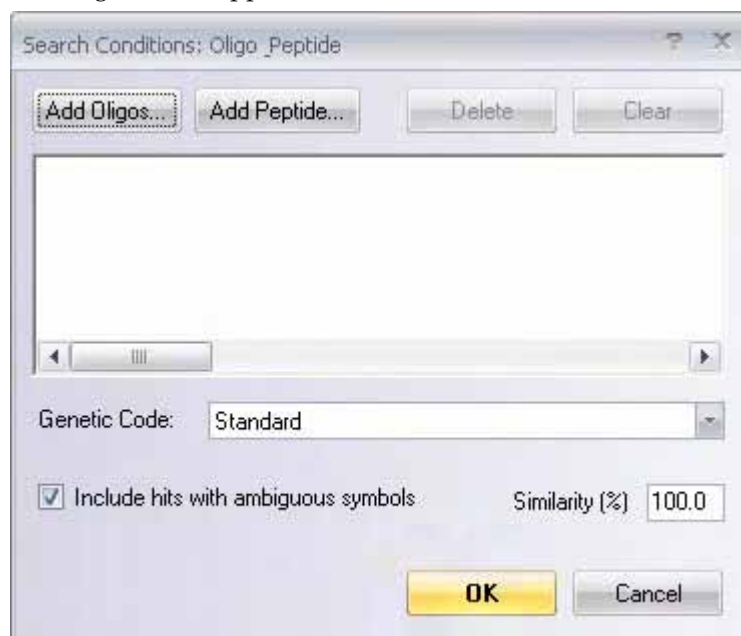 Search Conditions: Oligo_Peptide
Add Oligos... Add Peptide... Delete Clear
Genetic Code: Standard
Include hits with ambiguous symbols Similarity (%) 100.0
OK Cancel